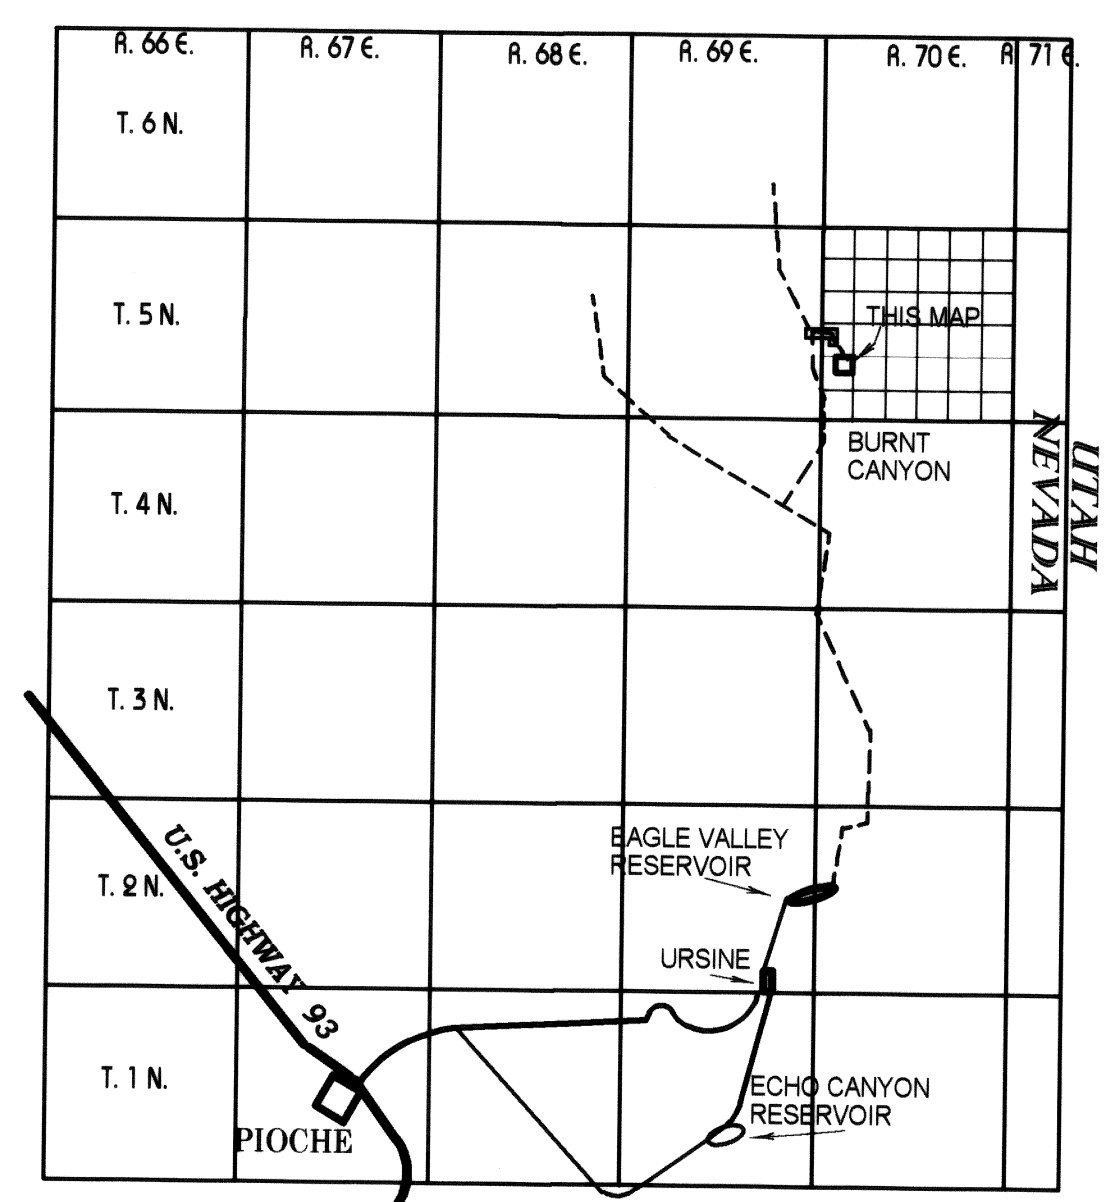 R. 66 E.
R. 67 E.
R. 68 E.
R. 69 E.
R. 70 E.
R 71 E.
T. 6 N.
T. 5 N.
THIS MAP
BURNT
CANYON
UTAH
NEVADA
T. 4 N.
T. 3 N.
EAGLE VALLEY
RESERVOIR
T. 2 N.
U.S. HIGHWAY 93
URSINE
T. 1 N.
ECHO CANYON
RESERVOIR
PIOCHE